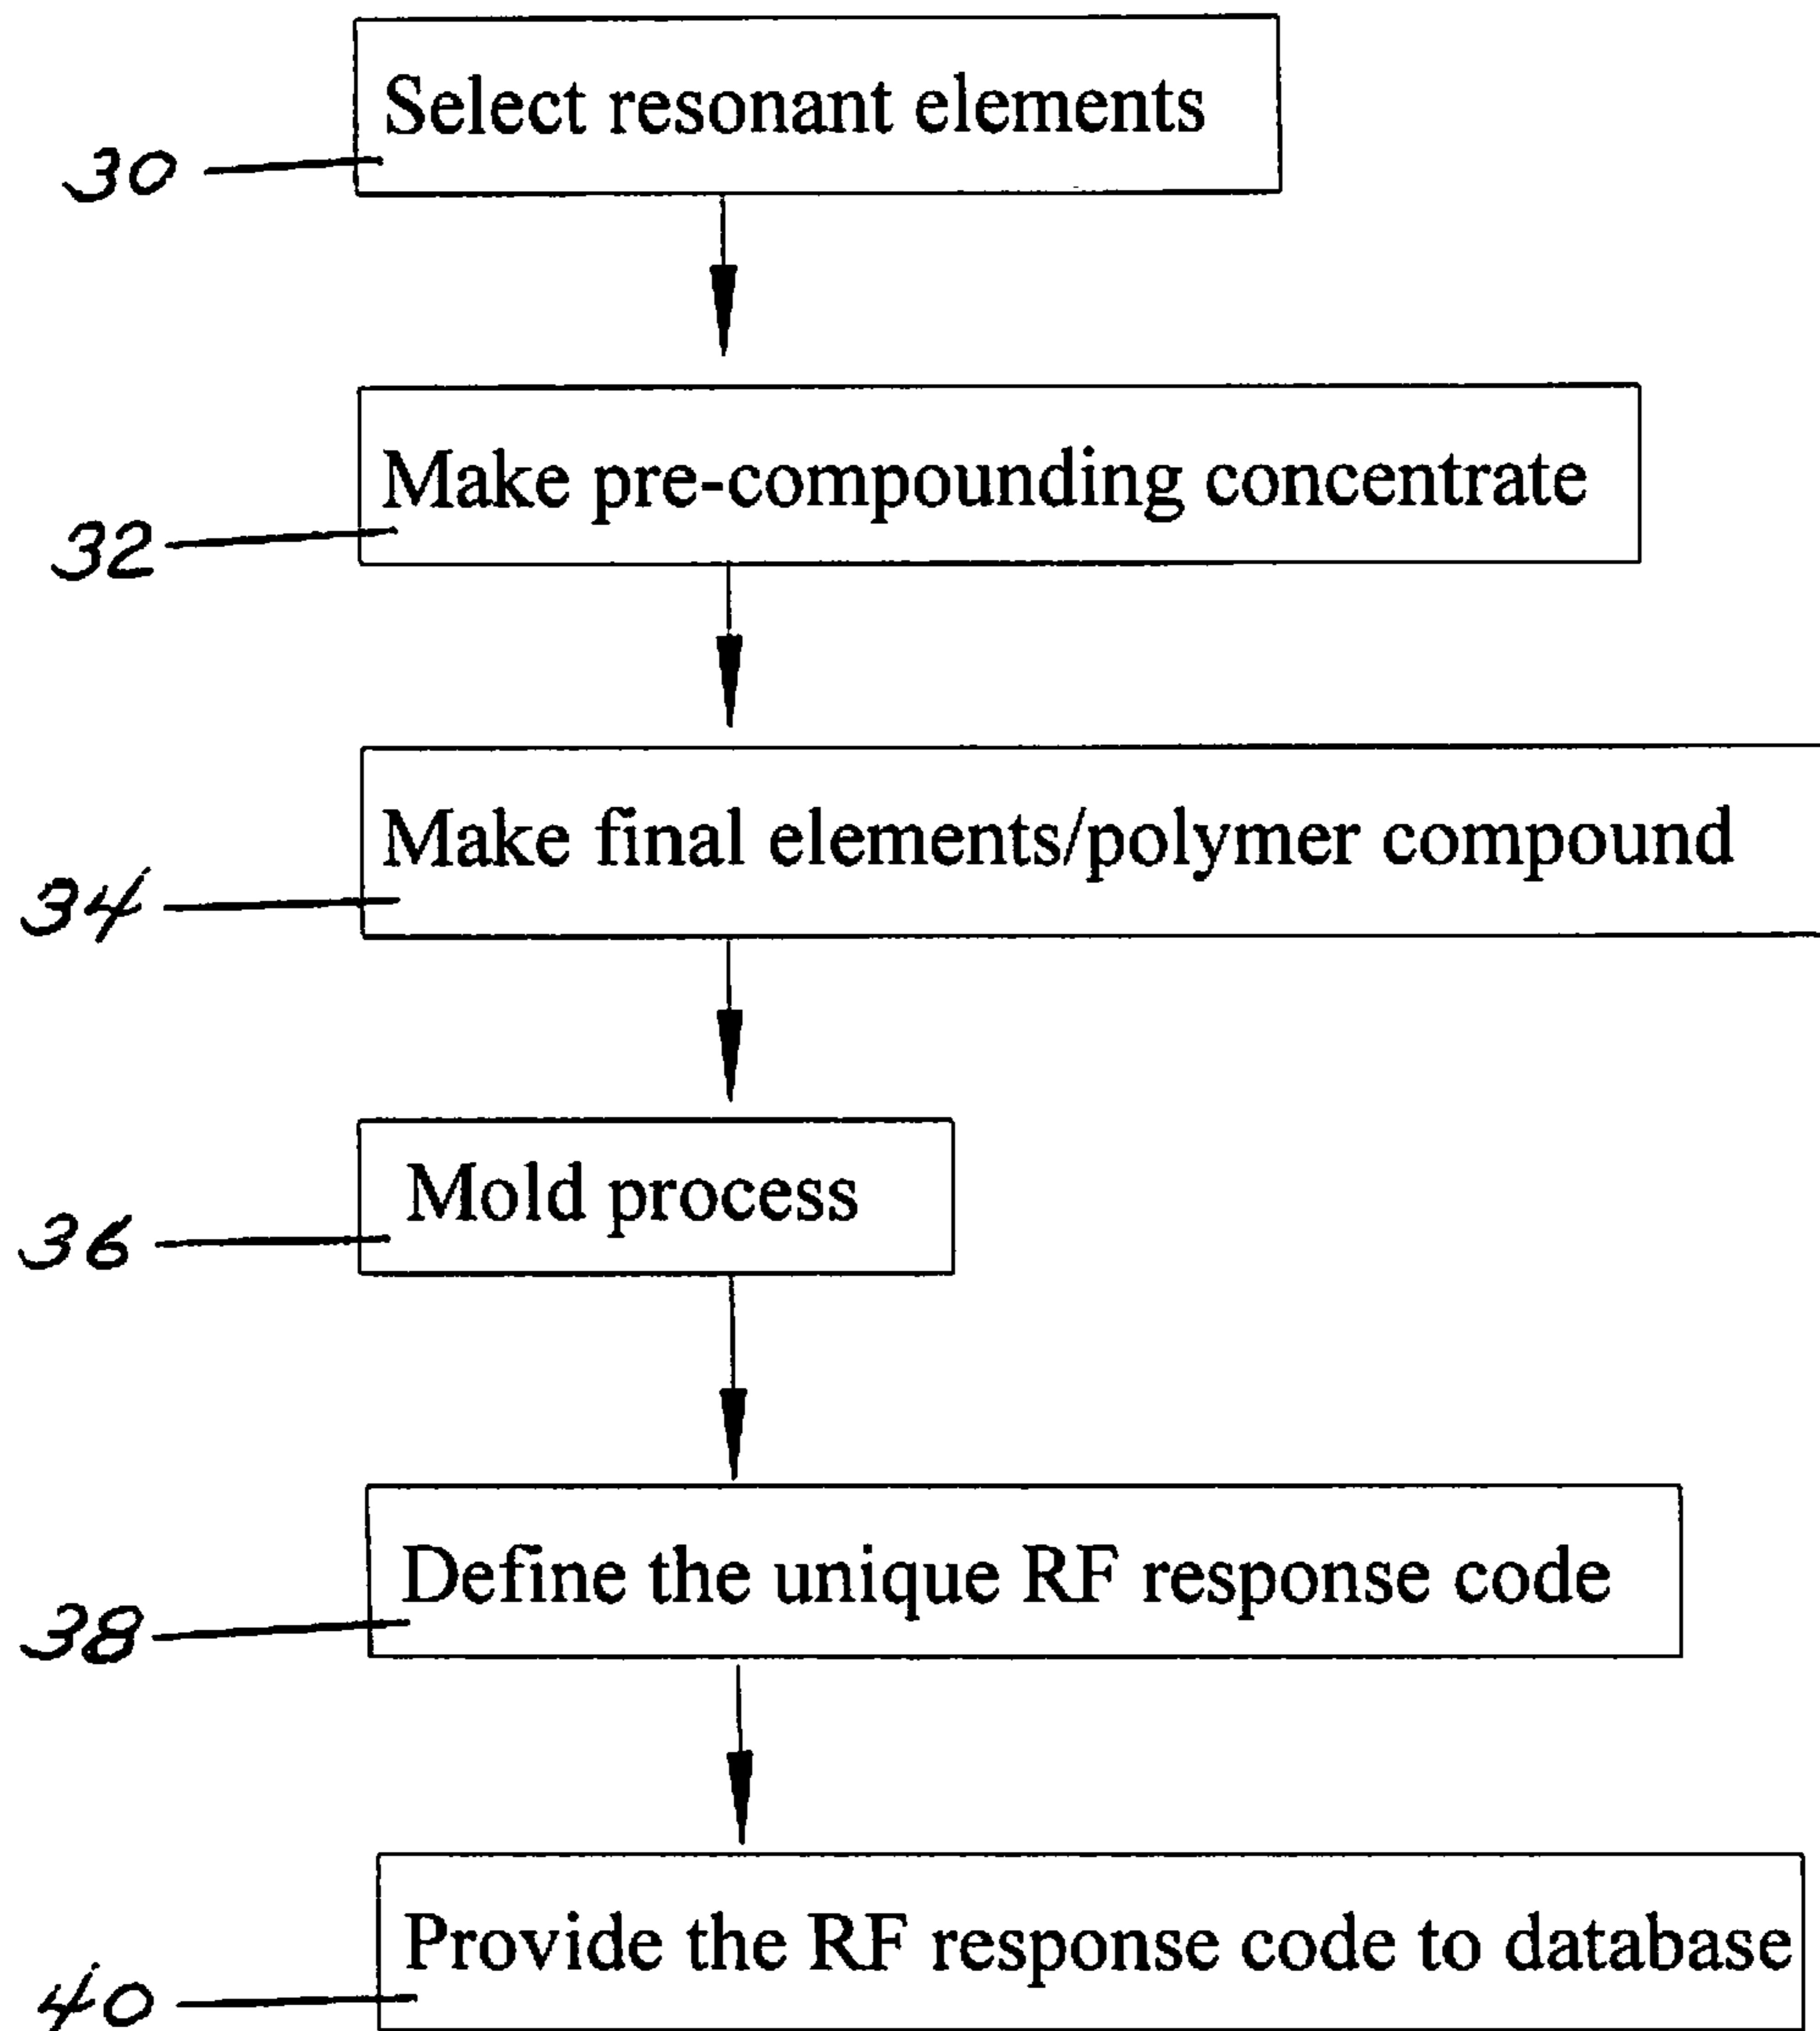 Select resonant elements
30
Make pre-compounding concentrate
32
Make final elements/polymer compound
34
Mold process
36
Define the unique RF response code
38
Provide the RF response code to database
40